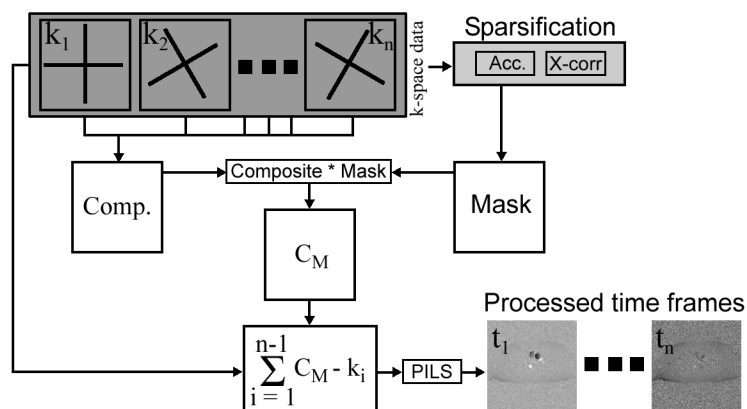 k1 k2 kn
k-space data
Sparsification
Acc. X-corr
Comp.
Composite * Mask
Mask
CM
n-1
∑ CM - ki
i = 1
PILS
Processed time frames
t1 tn